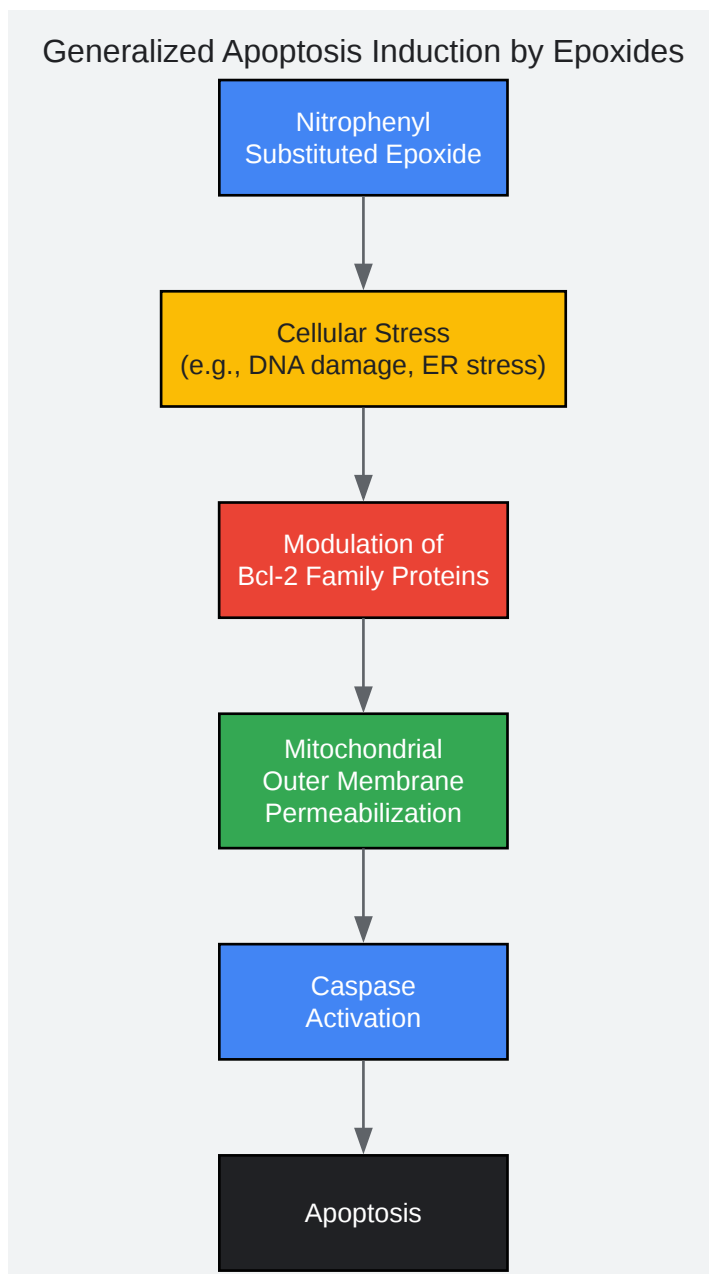 Generalized Apoptosis Induction by Epoxides
Nitrophenyl
Substituted Epoxide
Cellular Stress
(e.g., DNA damage, ER stress)
Modulation of
Bcl-2 Family Proteins
Mitochondrial
Outer Membrane
Permeabilization
Caspase
Activation
Apoptosis